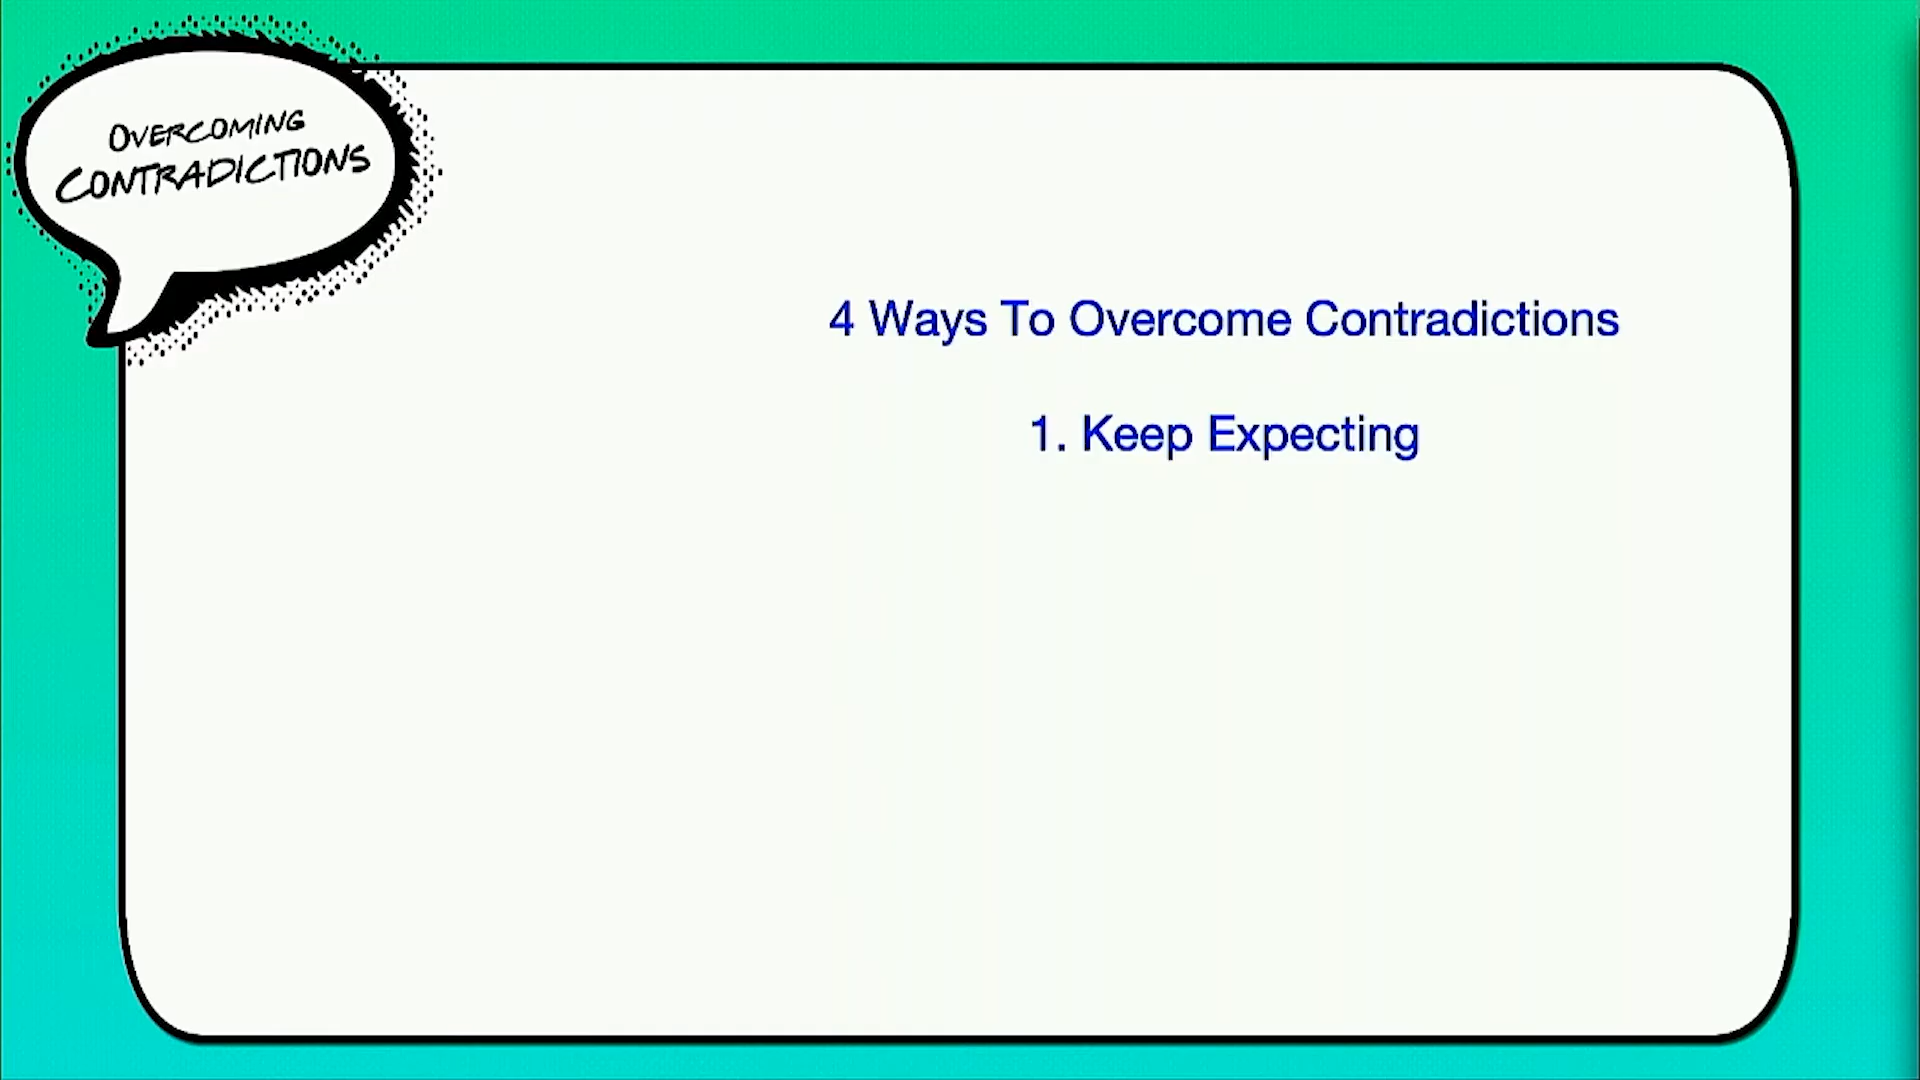 OVERCOMING
CONTRADICTIONS
4 Ways To Overcome Contradictions
1. Keep Expecting